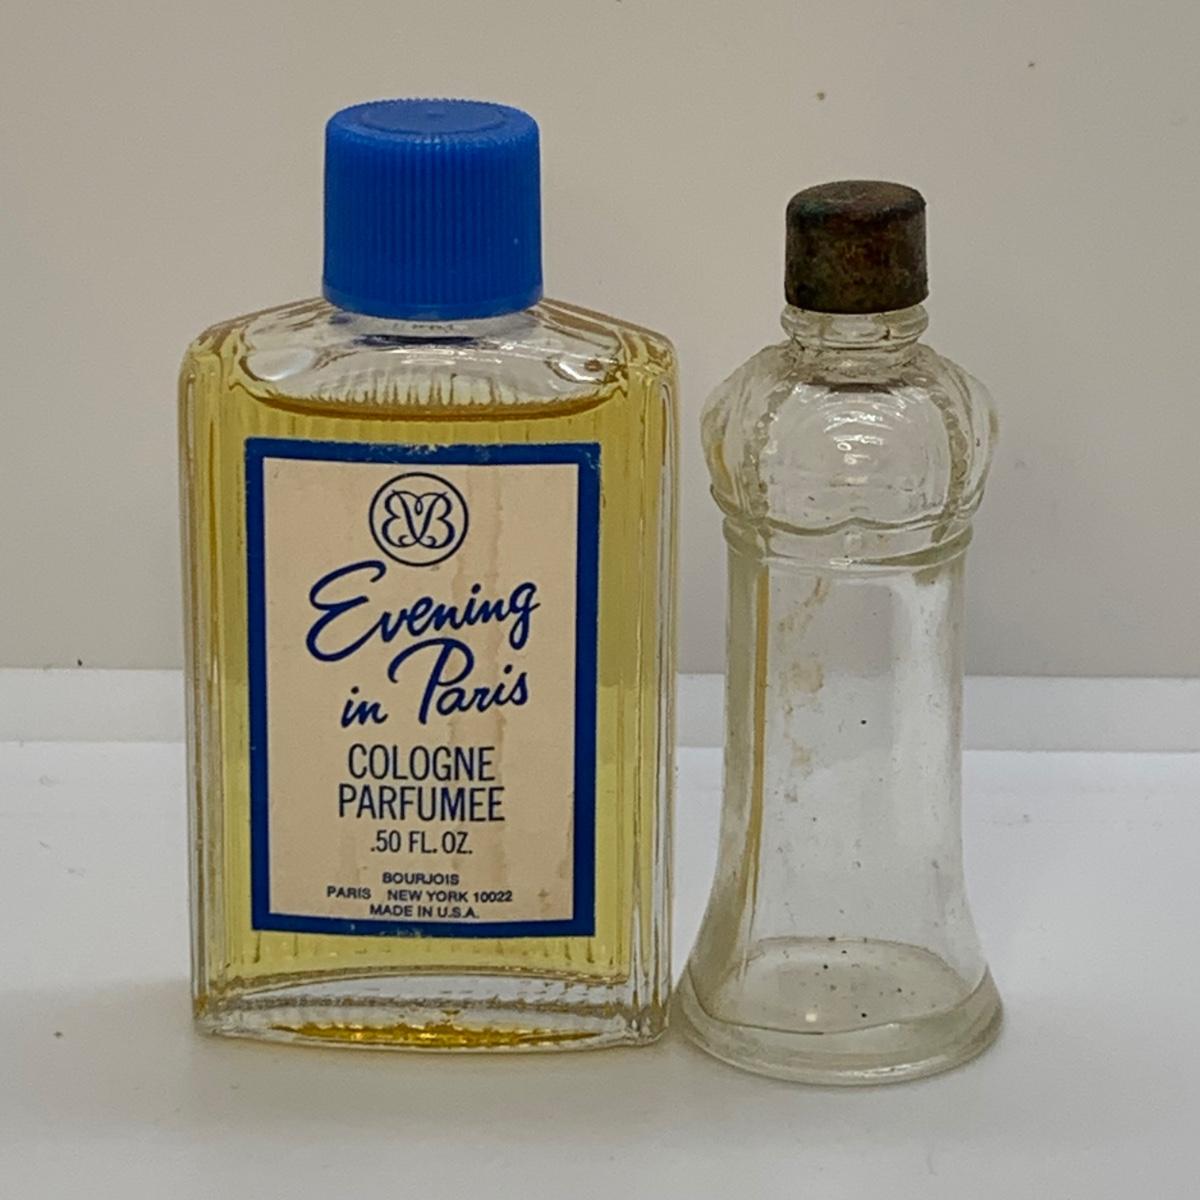 Evening
in Paris
COLOGNE
PARFUMEE
.50 FL. OZ.
BOURJOIS
PARIS NEW YORK 10022
MADE IN U.S.A.